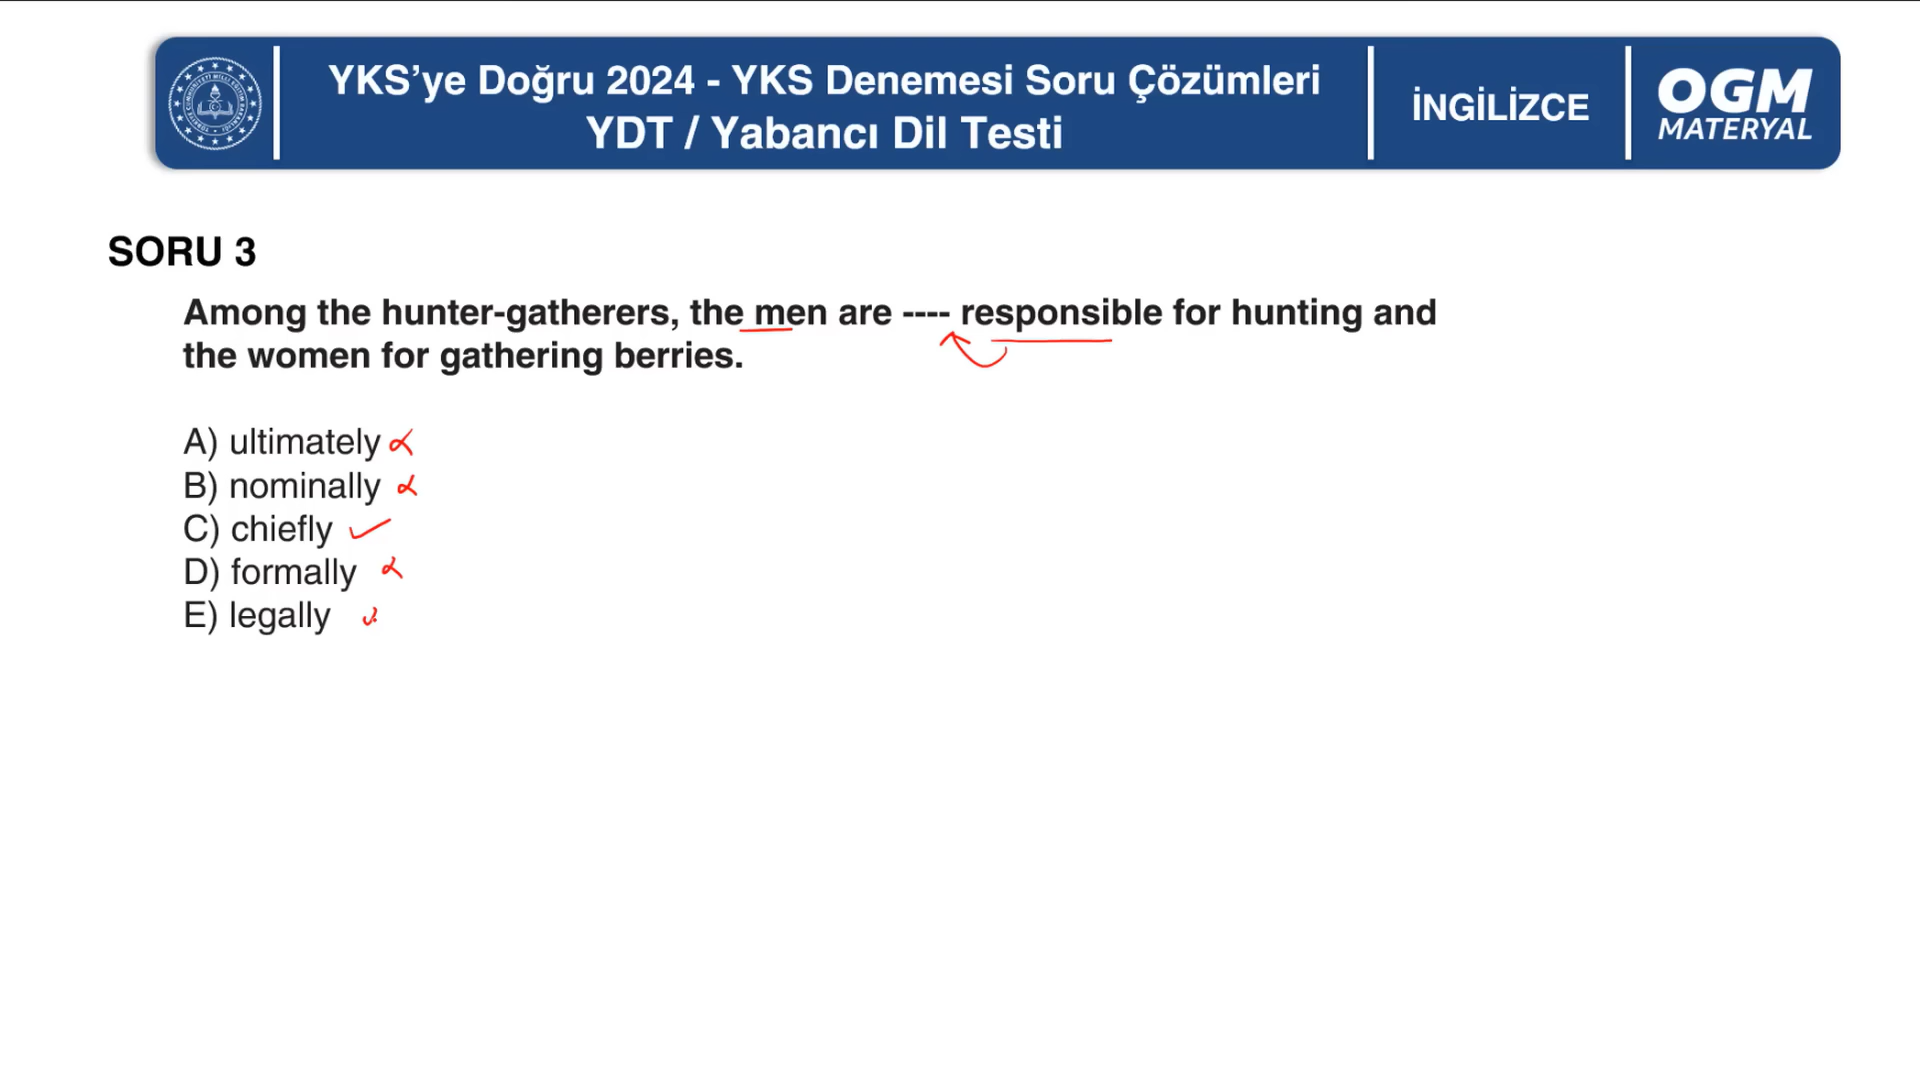 YKS’ye Doğru 2024 - YKS Denemesi Soru Çözümleri
YDT / Yabancı Dil Testi
İNGİLİZCE
OGM
MATERYAL
SORU 3
Among the hunter-gatherers, the men are ---- responsible for hunting and
the women for gathering berries.
A) ultimately
B) nominally
C) chiefly
D) formally
E) legally